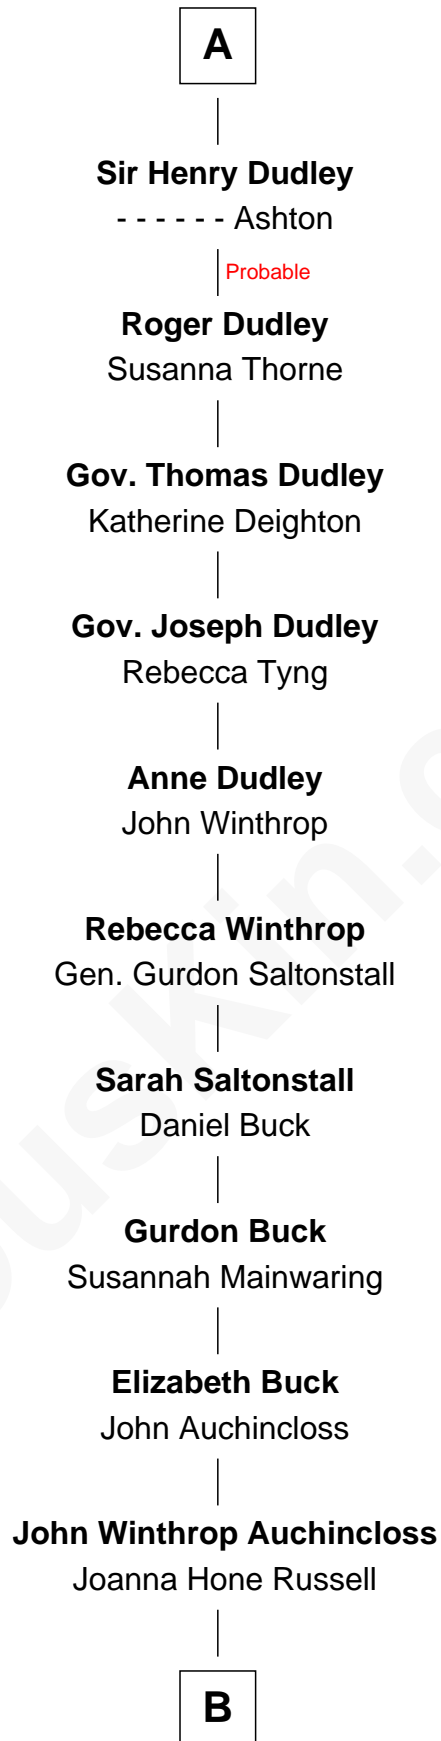 A
Sir Henry Dudley
- - - - - - Ashton
Probable
Roger Dudley
Susanna Thorne
Gov. Thomas Dudley
Katherine Deighton
Gov. Joseph Dudley
Rebecca Tyng
Anne Dudley
John Winthrop
Rebecca Winthrop
Gen. Gurdon Saltonstall
Sarah Saltonstall
Daniel Buck
Gurdon Buck
Susannah Mainwaring
Elizabeth Buck
John Auchincloss
John Winthrop Auchincloss
Joanna Hone Russell
B